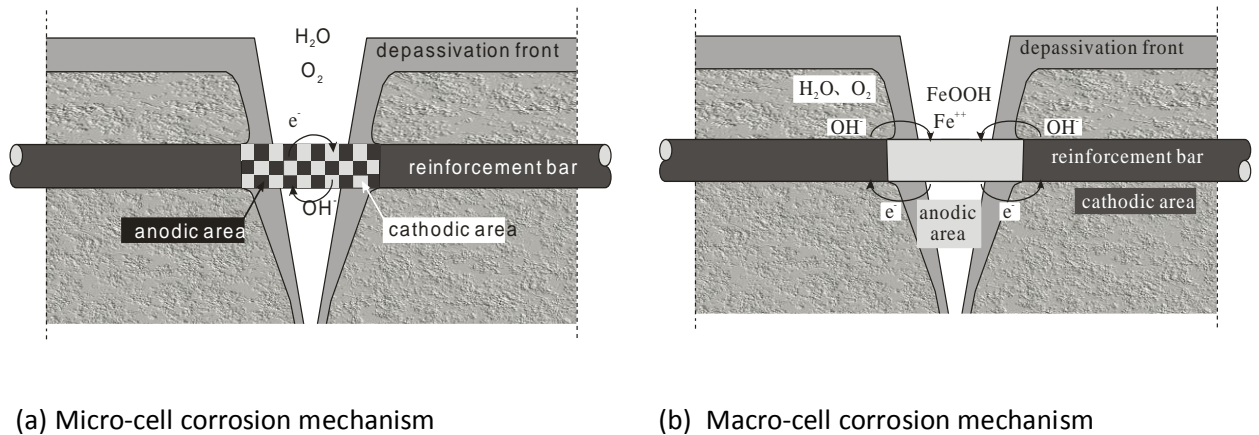 H₂O
O₂
depassivation front
e⁻
reinforcement bar
OH⁻
anodic area
cathodic area
(a) Micro-cell corrosion mechanism
depassivation front
H₂O、O₂
FeOOH
Fe⁺⁺
OH⁻
OH⁻
reinforcement bar
e⁻
anodic
area
e⁻
cathodic area
(b) Macro-cell corrosion mechanism